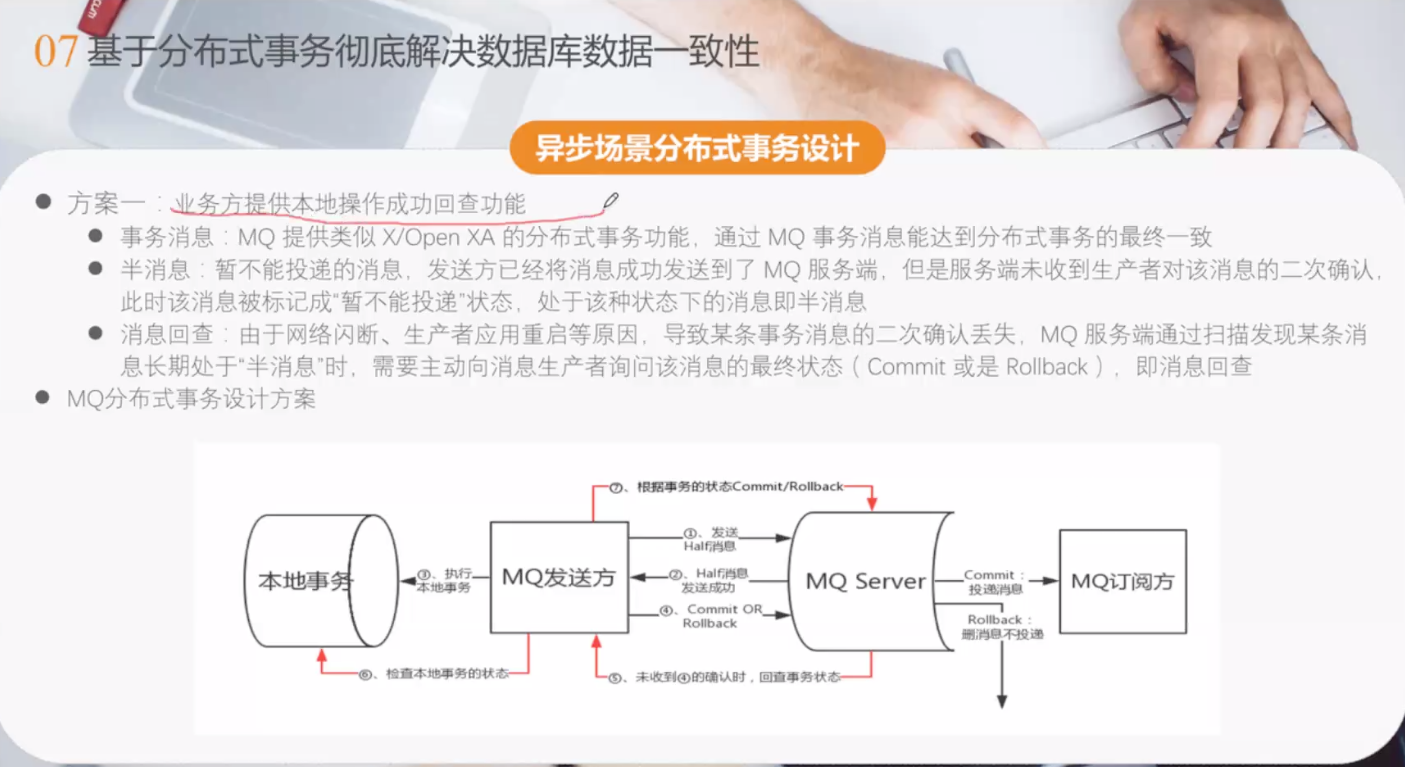 07 基于分布式事务彻底解决数据库数据一致性
异步场景分布式事务设计
● 方案一：业务方提供本地操作成功回查功能
● 事务消息：MQ 提供类似 X/Open XA 的分布式事务功能，通过 MQ 事务消息能达到分布式事务的最终一致
● 半消息：暂不能投递的消息，发送方已经将消息成功发送到了 MQ 服务端，但是服务端未收到生产者对该消息的二次确认，
此时该消息被标记成“暂不能投递”状态，处于该种状态下的消息即半消息
● 消息回查：由于网络闪断、生产者应用重启等原因，导致某条事务消息的二次确认丢失，MQ 服务端通过扫描发现某条消
息长期处于“半消息”时，需要主动向消息生产者询问该消息的最终状态（Commit 或是 Rollback），即消息回查
● MQ分布式事务设计方案
⑦、根据事务的状态Commit/Rollback
①、发送
Half消息
本地事务
③、执行
本地事务
MQ发送方
②、Half消息
发送成功
MQ Server
Commit：
投递消息
MQ订阅方
④、Commit OR
Rollback
Rollback：
删消息不投递
⑥、检查本地事务的状态
⑤、未收到④的确认时，回查事务状态